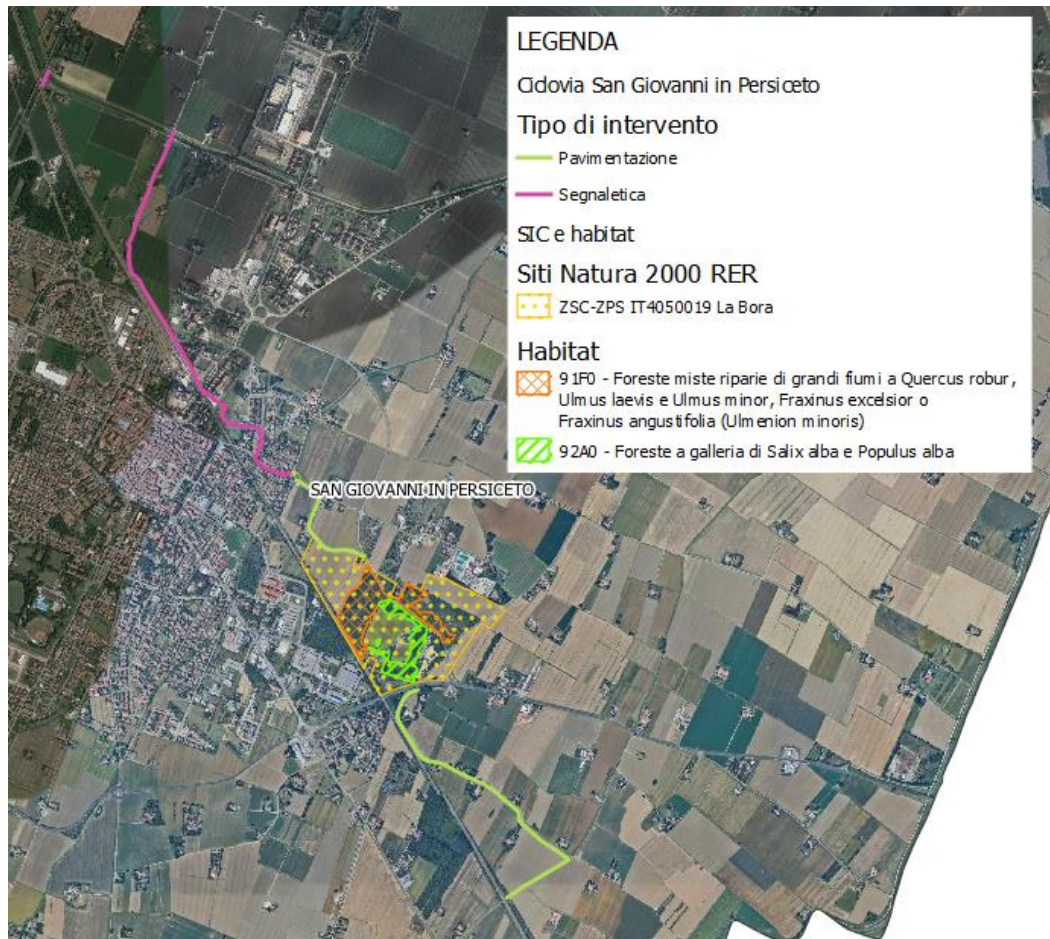 LEGENDA
Ciclovia San Giovanni in Persiceto
Tipo di intervento
Pavimentazione
Segnaletica
SIC e habitat
Siti Natura 2000 RER
ZSC-ZPS IT4050019 La Bora
Habitat
91F0 - Foreste miste riparie di grandi fiumi a Quercus robur,
Ulmus laevis e Ulmus minor, Fraxinus excelsior o
Fraxinus angustifolia (Ulmenion minoris)
92A0 - Foreste a galleria di Salix alba e Populus alba
SAN GIOVANNI IN PERSICETO